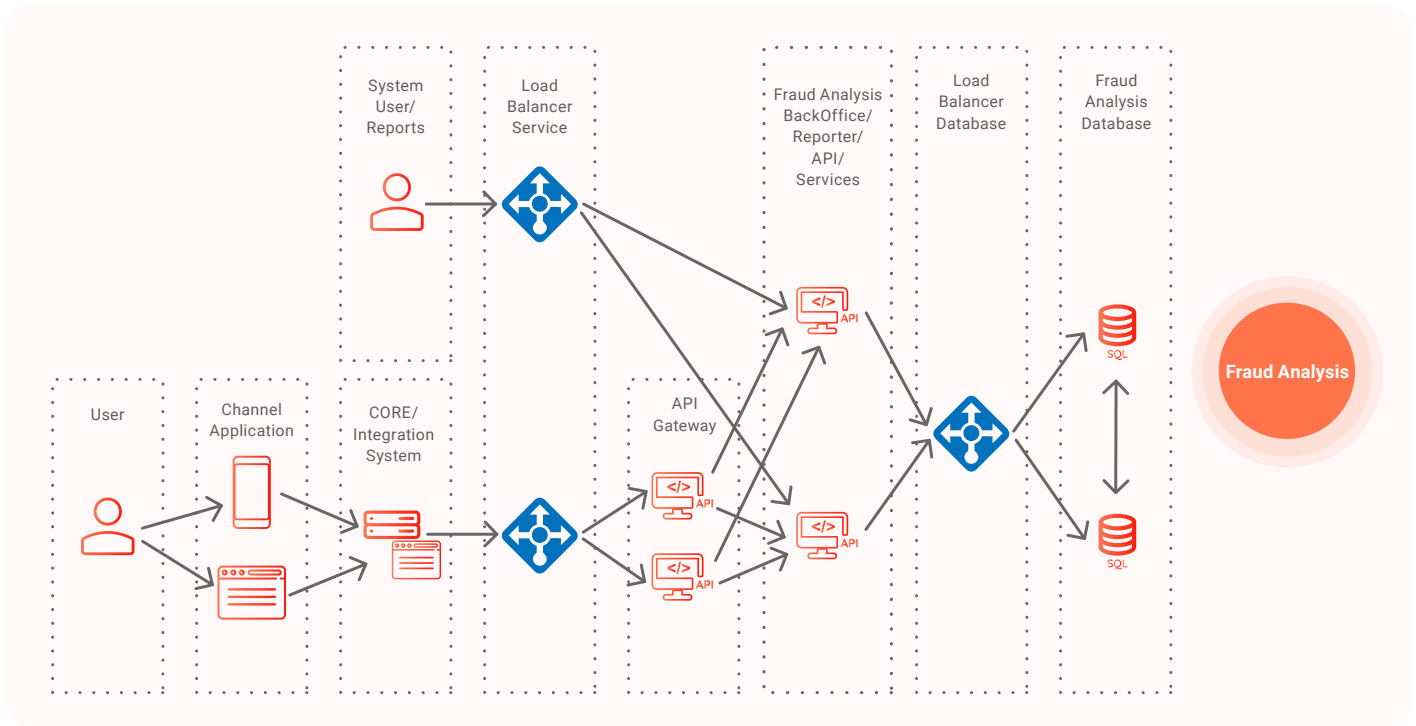 System
User/
Reports
Load
Balancer
Service
Fraud Analysis
BackOffice/
Reporter/
API/
Services
Load
Balancer
Database
Fraud
Analysis
Database
</>
API
SQL
Fraud Analysis
User
Channel
Application
CORE/
Integration
System
API
Gateway
</>
API
</>
API
</>
API
SQL